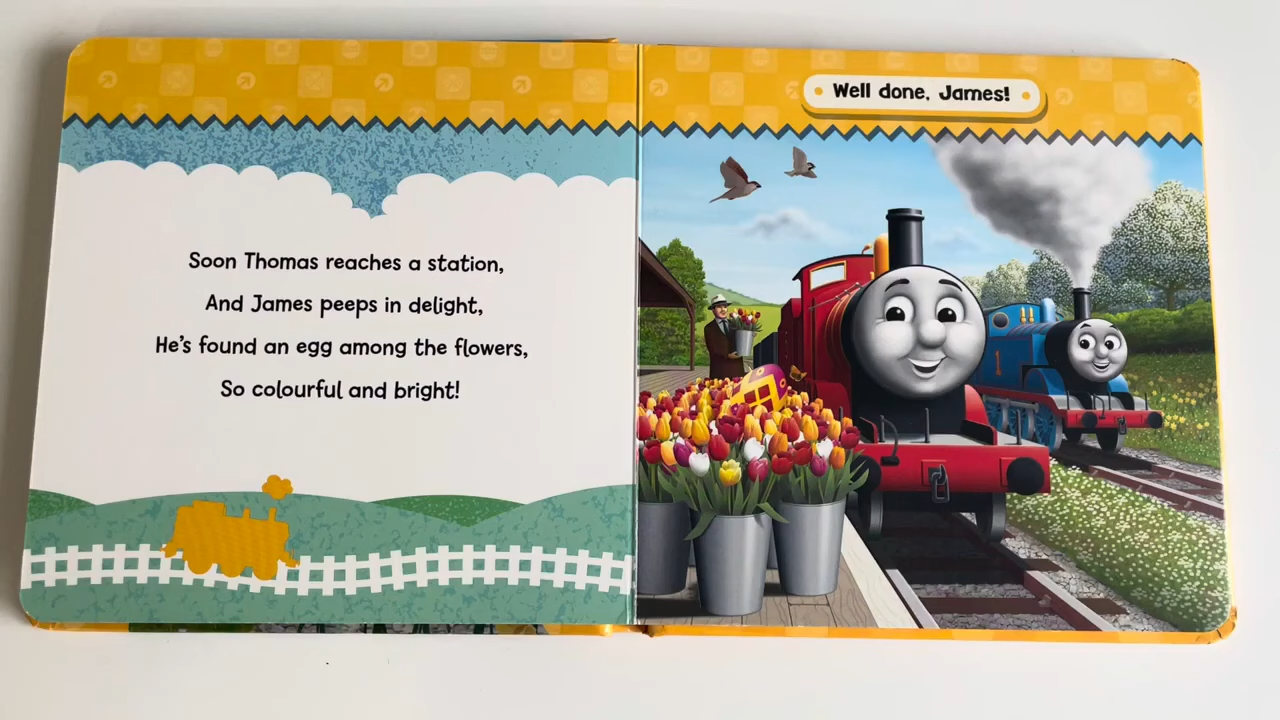 Soon Thomas reaches a station,
And James peeps in delight,
He's found an egg among the flowers,
So colourful and bright!
Well done, James!
1